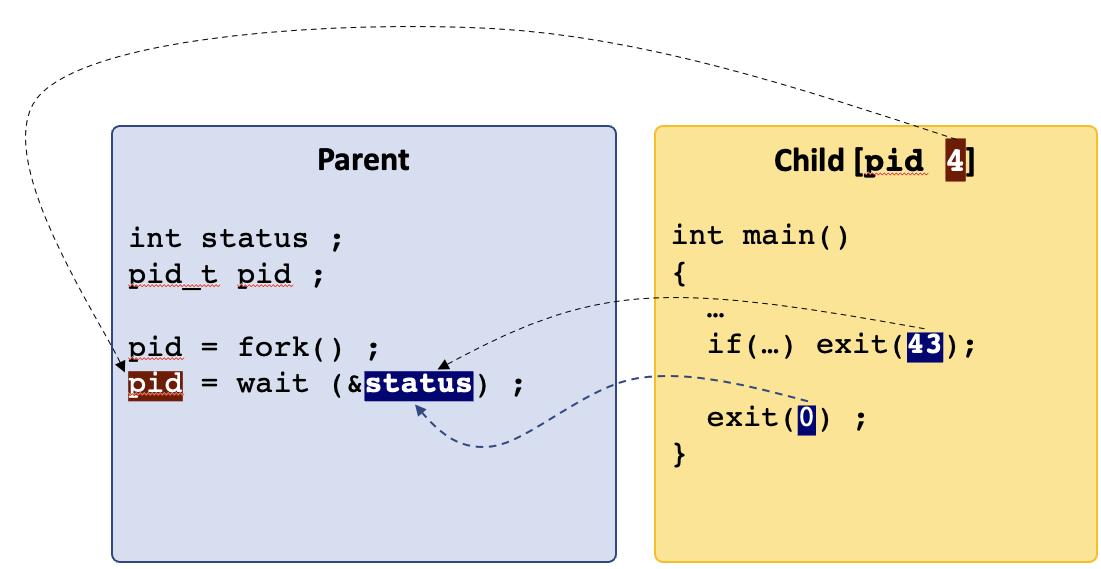 Parent
int status ;
pid_t pid ;
pid = fork() ;
pid = wait (&status) ;
Child [pid 4]
int main()
{
…
if(…) exit(43);
exit(0) ;
}